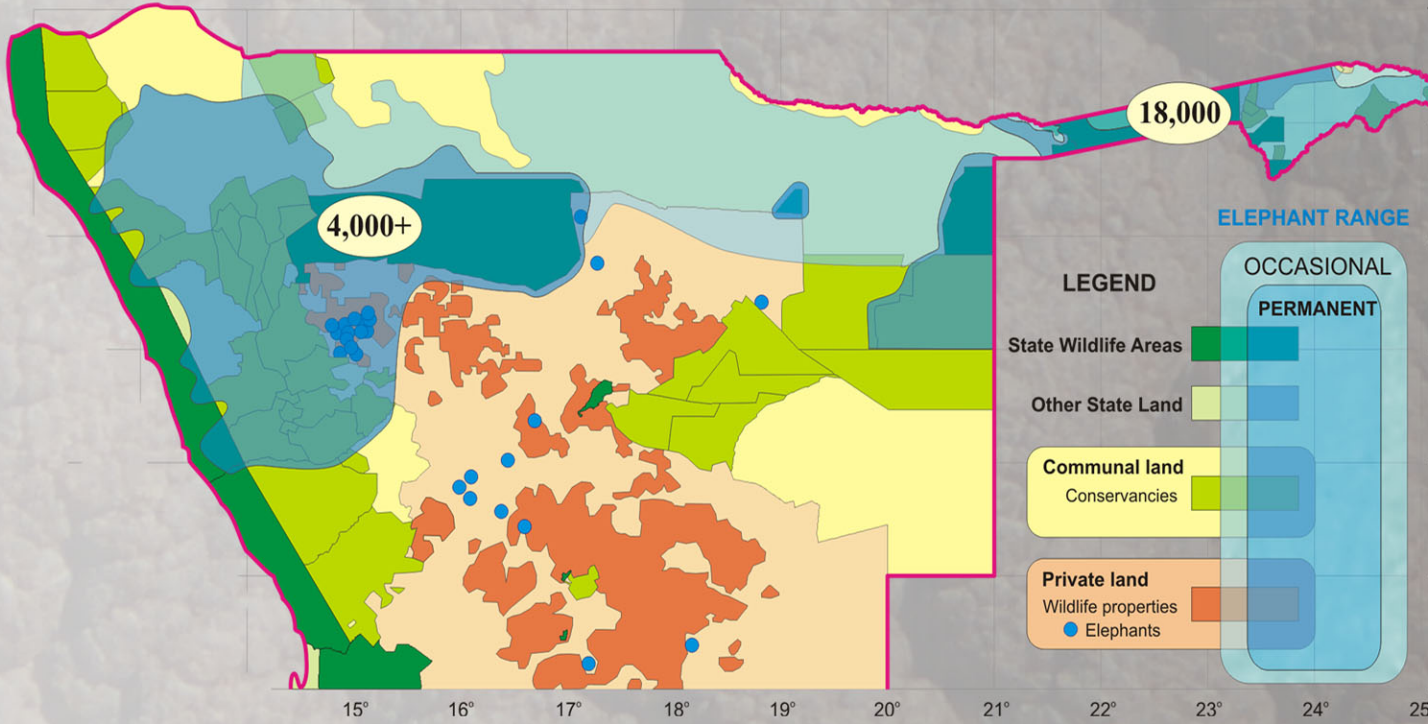 18,000
4,000+
ELEPHANT RANGE
LEGEND
OCCASIONAL
PERMANENT
State Wildlife Areas
Other State Land
Communal land
Conservancies
Private land
Wildlife properties
Elephants
15° 16° 17° 18° 19° 20° 21° 22° 23° 24° 25